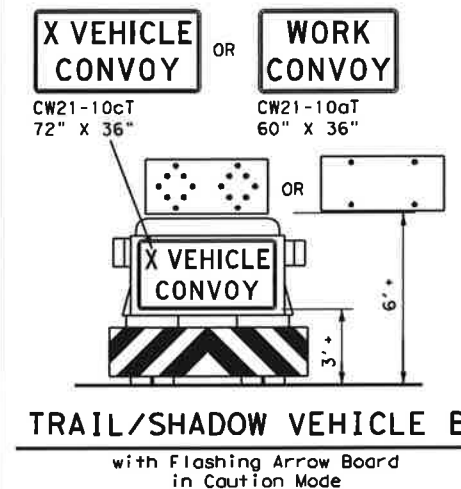 X VEHICLE
CONVOY
OR
WORK
CONVOY
CW21-10cT
72" X 36"
CW21-10aT
60" X 36"
OR
X VEHICLE
CONVOY
3'+
6'+
TRAIL/SHADOW VEHICLE B
with Flashing Arrow Board
in Caution Mode